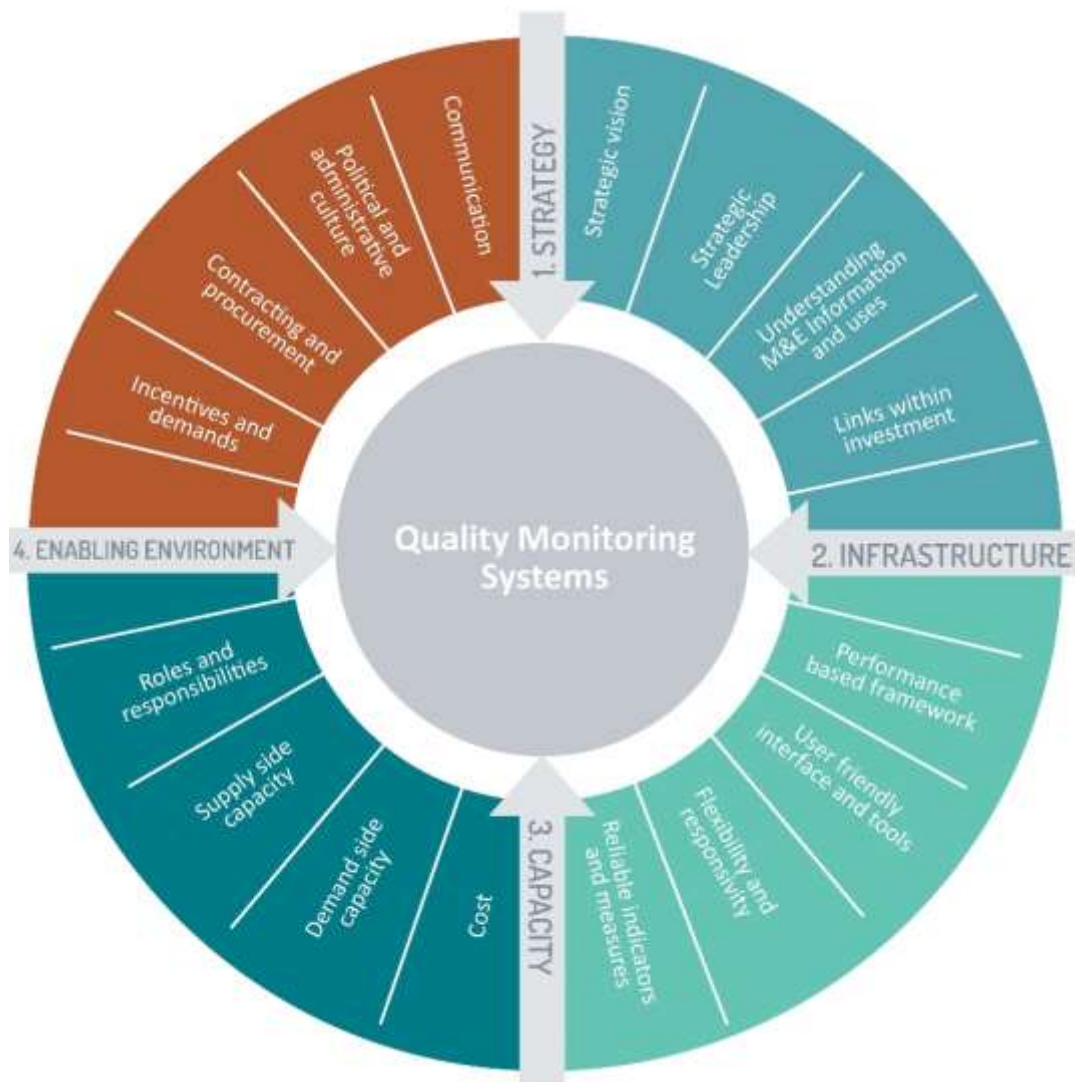 1. STRATEGY
Strategic vision
Strategic
Leadership
Understanding
M&E Information
and uses
Links within
investment
2. INFRASTRUCTURE
Performance
based framework
User friendly
interface and tools
Flexibility and
responsivity
Reliable indicators
and measures
3. CAPACITY
Cost
Demand side
capacity
Supply side
capacity
Roles and
responsibilities
4. ENABLING ENVIRONMENT
Incentives and
demands
Contracting and
procurement
Political and
administrative
culture
Communication
Quality Monitoring
Systems